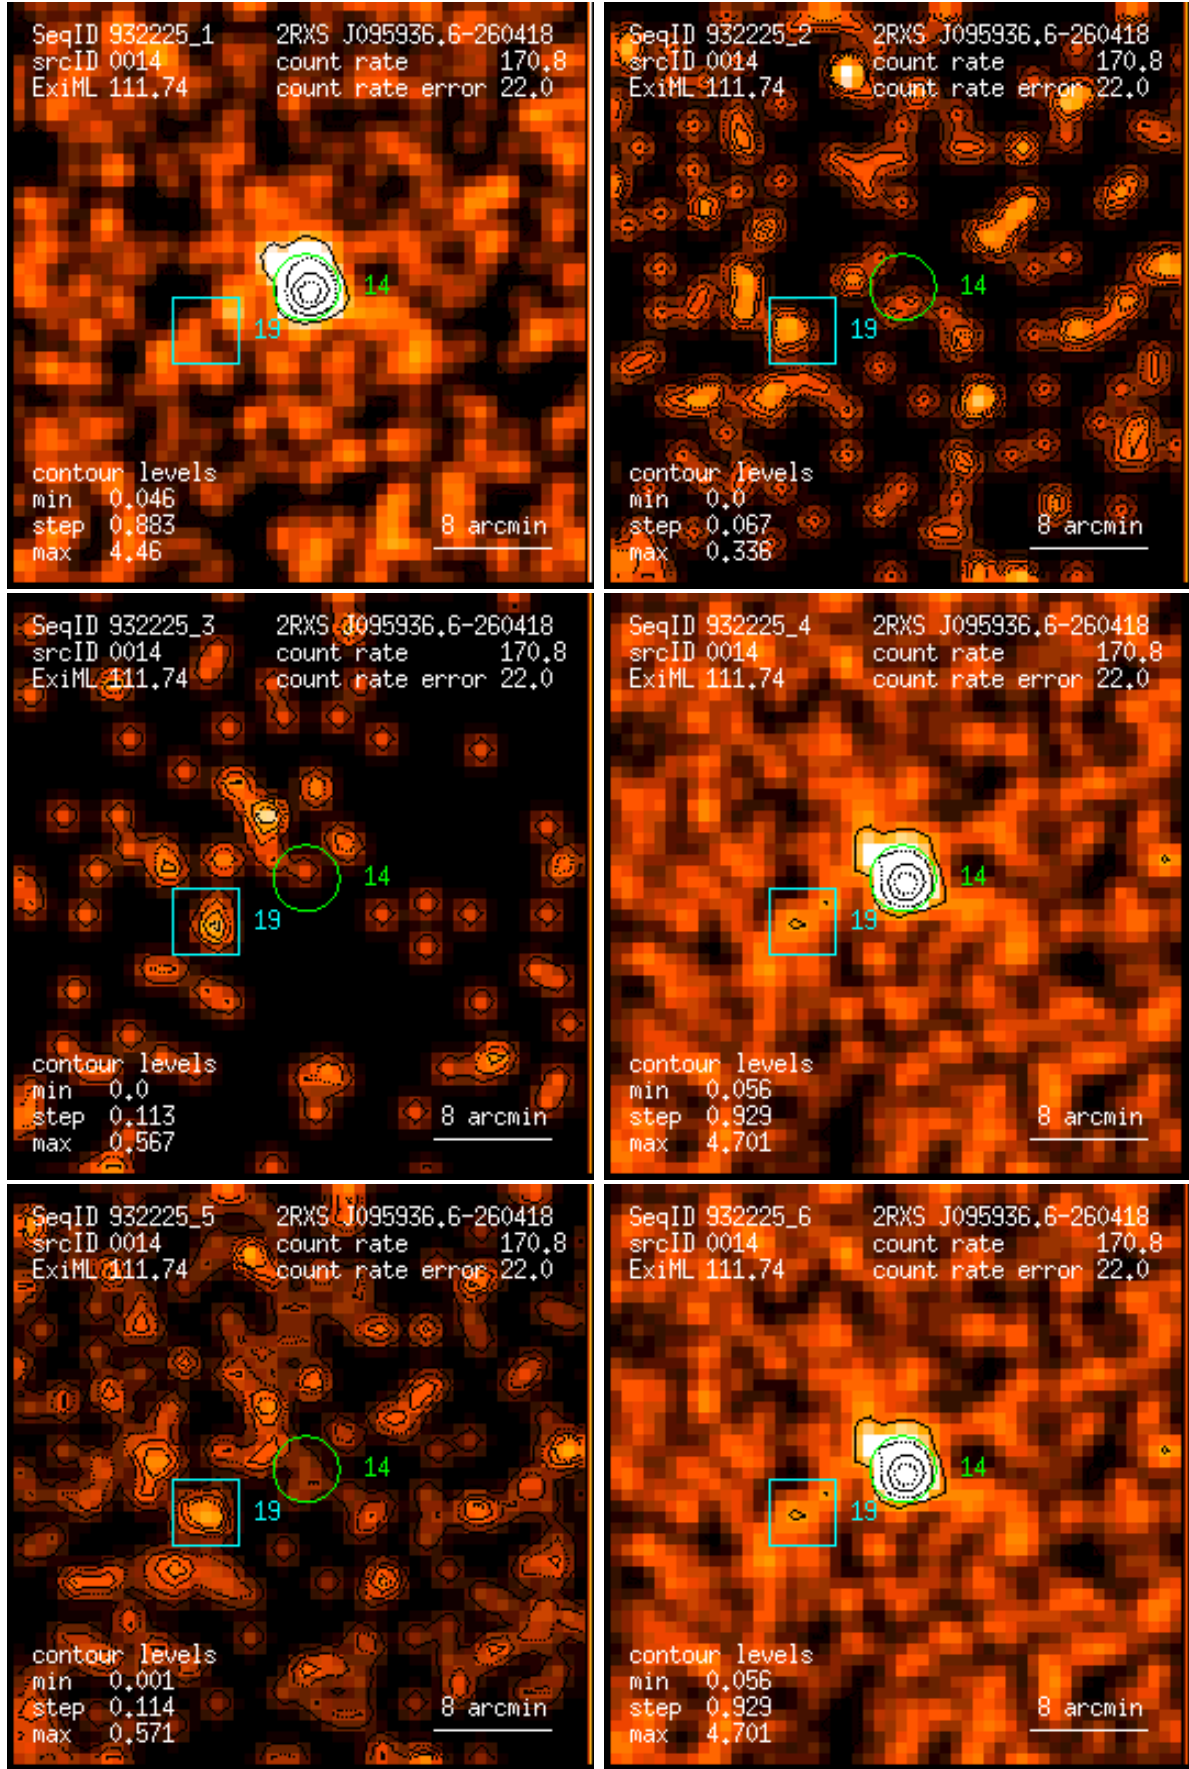 SeqID 932225_1 2RXS J095936.6-260418
srcID 0014 count rate 170.8
ExiML 111.74 count rate error 22.0
14
19
contour levels
min 0.046
step 0.883
max 4.46
8 arcmin
SeqID 932225_2 2RXS J095936.6-260418
srcID 0014 count rate 170.8
ExiML 111.74 count rate error 22.0
14
19
contour levels
min 0.0
step 0.067
max 0.336
8 arcmin
SeqID 932225_3 2RXS J095936.6-260418
srcID 0014 count rate 170.8
ExiML 111.74 count rate error 22.0
14
19
contour levels
min 0.0
step 0.113
max 0.567
8 arcmin
SeqID 932225_4 2RXS J095936.6-260418
srcID 0014 count rate 170.8
ExiML 111.74 count rate error 22.0
14
19
contour levels
min 0.056
step 0.929
max 4.701
8 arcmin
SeqID 932225_5 2RXS J095936.6-260418
srcID 0014 count rate 170.8
ExiML 111.74 count rate error 22.0
14
19
contour levels
min 0.001
step 0.114
max 0.571
8 arcmin
SeqID 932225_6 2RXS J095936.6-260418
srcID 0014 count rate 170.8
ExiML 111.74 count rate error 22.0
14
19
contour levels
min 0.056
step 0.929
max 4.701
8 arcmin